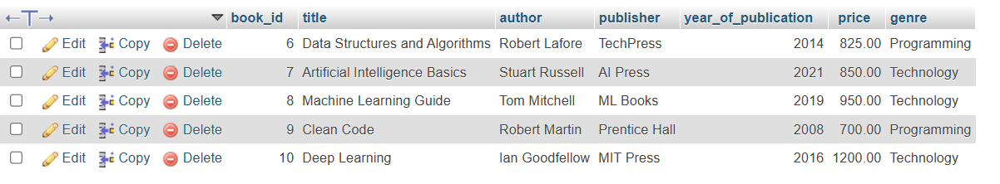 book_id title author publisher year_of_publication price genre
Edit Copy Delete 6 Data Structures and Algorithms Robert Lafore TechPress 2014 825.00 Programming
Edit Copy Delete 7 Artificial Intelligence Basics Stuart Russell AI Press 2021 850.00 Technology
Edit Copy Delete 8 Machine Learning Guide Tom Mitchell ML Books 2019 950.00 Technology
Edit Copy Delete 9 Clean Code Robert Martin Prentice Hall 2008 700.00 Programming
Edit Copy Delete 10 Deep Learning Ian Goodfellow MIT Press 2016 1200.00 Technology